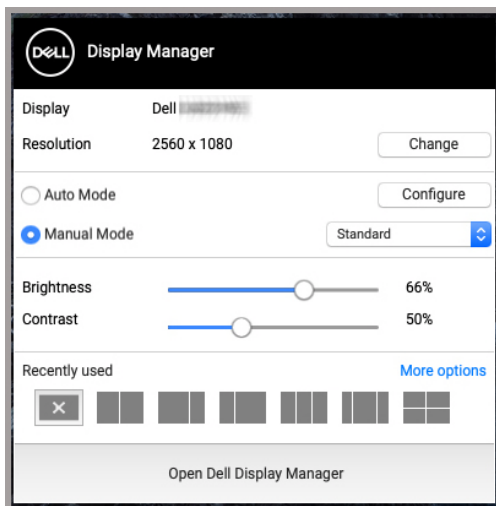 DELL Display Manager
Display Dell
Resolution 2560 x 1080 Change
Auto Mode Configure
Manual Mode Standard
Brightness 66%
Contrast 50%
Recently used More options
Open Dell Display Manager